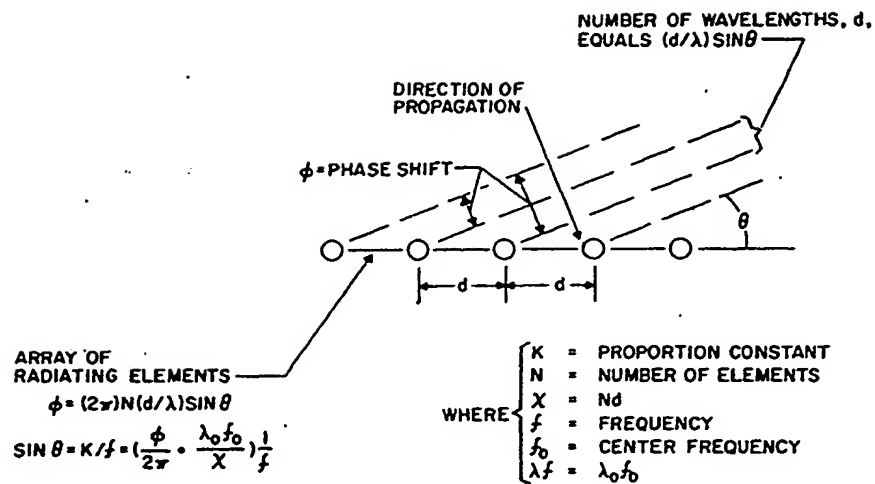 NUMBER OF WAVELENGTHS, d,
EQUALS (d/λ)SINθ
DIRECTION OF
PROPAGATION
ϕ=PHASE SHIFT
θ
d
d
ARRAY OF
RADIATING ELEMENTS
ϕ=(2π)N(d/λ)SINθ
SIN θ=K/f=(ϕ/2π • λ₀f₀/χ)1/f
WHERE
K = PROPORTION CONSTANT
N = NUMBER OF ELEMENTS
χ = Nd
f = FREQUENCY
f₀ = CENTER FREQUENCY
λf = λ₀f₀